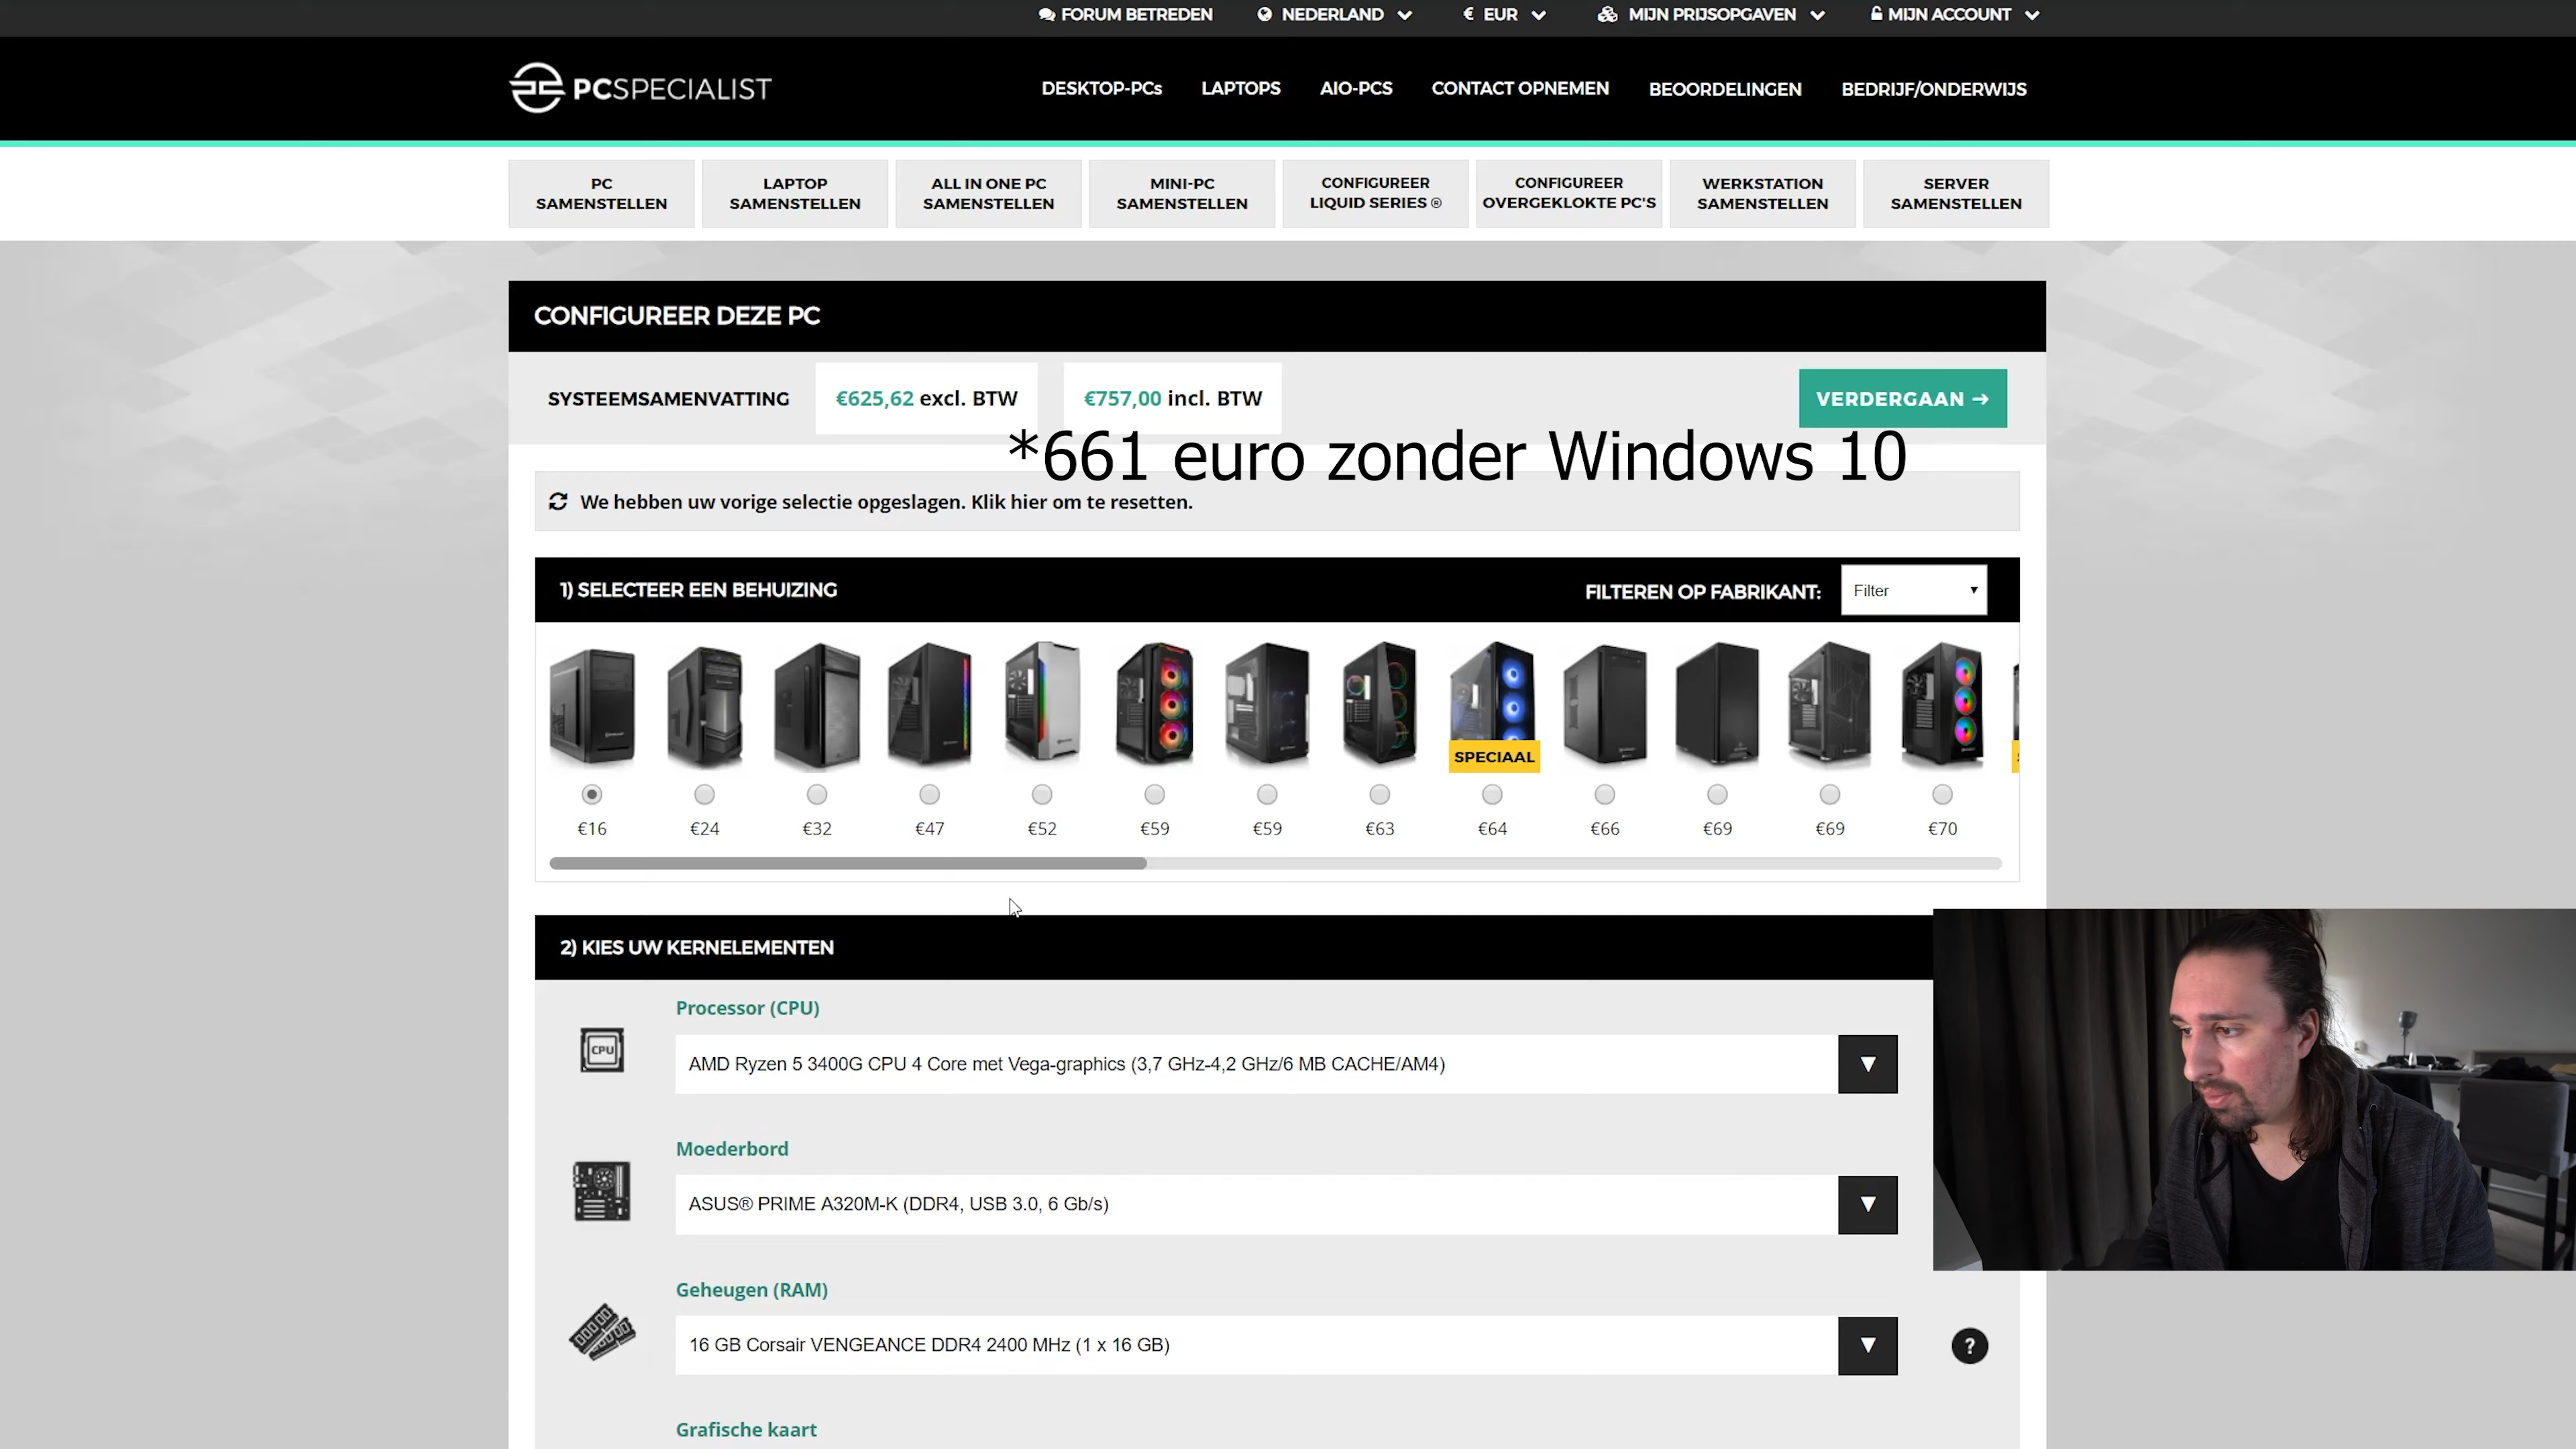 FORUM BETREDEN NEDERLAND € EUR MIJN PRIJSOPGAVEN MIJN ACCOUNT
PCSPECIALIST
DESKTOP-PCs LAPTOPS AIO-PCS CONTACT OPNEMEN BEOORDELINGEN BEDRIJF/ONDERWIJS
PC
SAMENSTELLEN
LAPTOP
SAMENSTELLEN
ALL IN ONE PC
SAMENSTELLEN
MINI-PC
SAMENSTELLEN
CONFIGUREER
LIQUID SERIES ®
CONFIGUREER
OVERGEKLOKTE PC'S
WERKSTATION
SAMENSTELLEN
SERVER
SAMENSTELLEN
CONFIGUREER DEZE PC
SYSTEEMSAMENVATTING €625,62 excl. BTW €757,00 incl. BTW VERDERGAAN →
*661 euro zonder Windows 10
We hebben uw vorige selectie opgeslagen. Klik hier om te resetten.
1) SELECTEER EEN BEHUIZING FILTEREN OP FABRIKANT: Filter
SPECIAAL
€16 €24 €32 €47 €52 €59 €59 €63 €64 €66 €69 €69 €70
2) KIES UW KERNELEMENTEN
Processor (CPU)
CPU
AMD Ryzen 5 3400G CPU 4 Core met Vega-graphics (3,7 GHz-4,2 GHz/6 MB CACHE/AM4)
Moederbord
ASUS® PRIME A320M-K (DDR4, USB 3.0, 6 Gb/s)
Geheugen (RAM)
16 GB Corsair VENGEANCE DDR4 2400 MHz (1 x 16 GB)
?
Grafische kaart